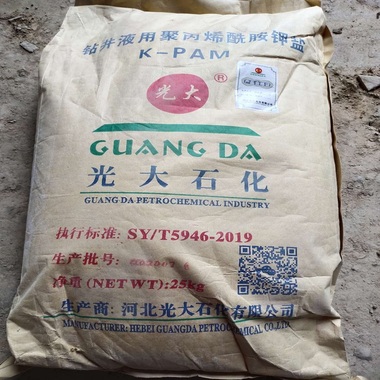 钻井液用聚丙烯酰胺钾盐
K-PAM
光大®
GUANG DA
光大石化
GUANG DA PETROCHEMICAL INDUSTRY
执行标准: SY/T5946-2019
生产批号:
净重(NET WT):25kg
生产商: 河北光大石化有限公司
MANUFACTURER: HEBEI GUANGDA PETROCHEMICAL CO.,LTD.